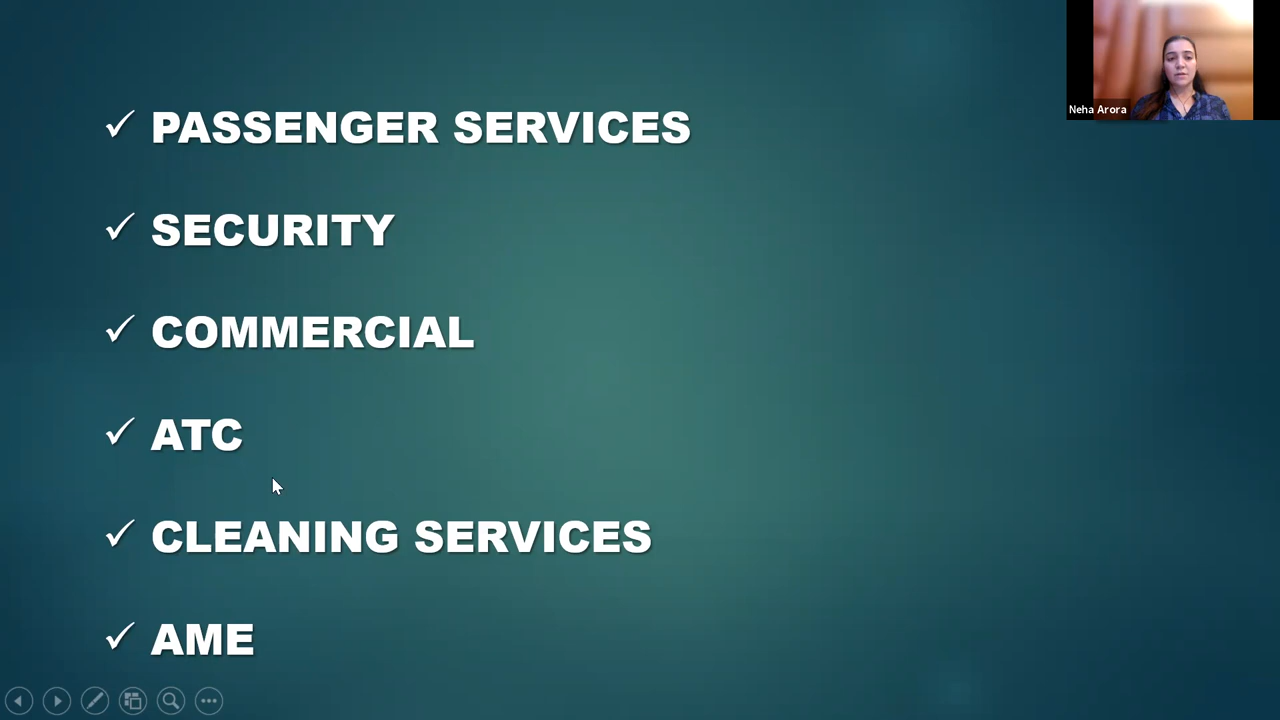 PASSENGER SERVICES
SECURITY
COMMERCIAL
ATC
CLEANING SERVICES
AME
Neha Arora